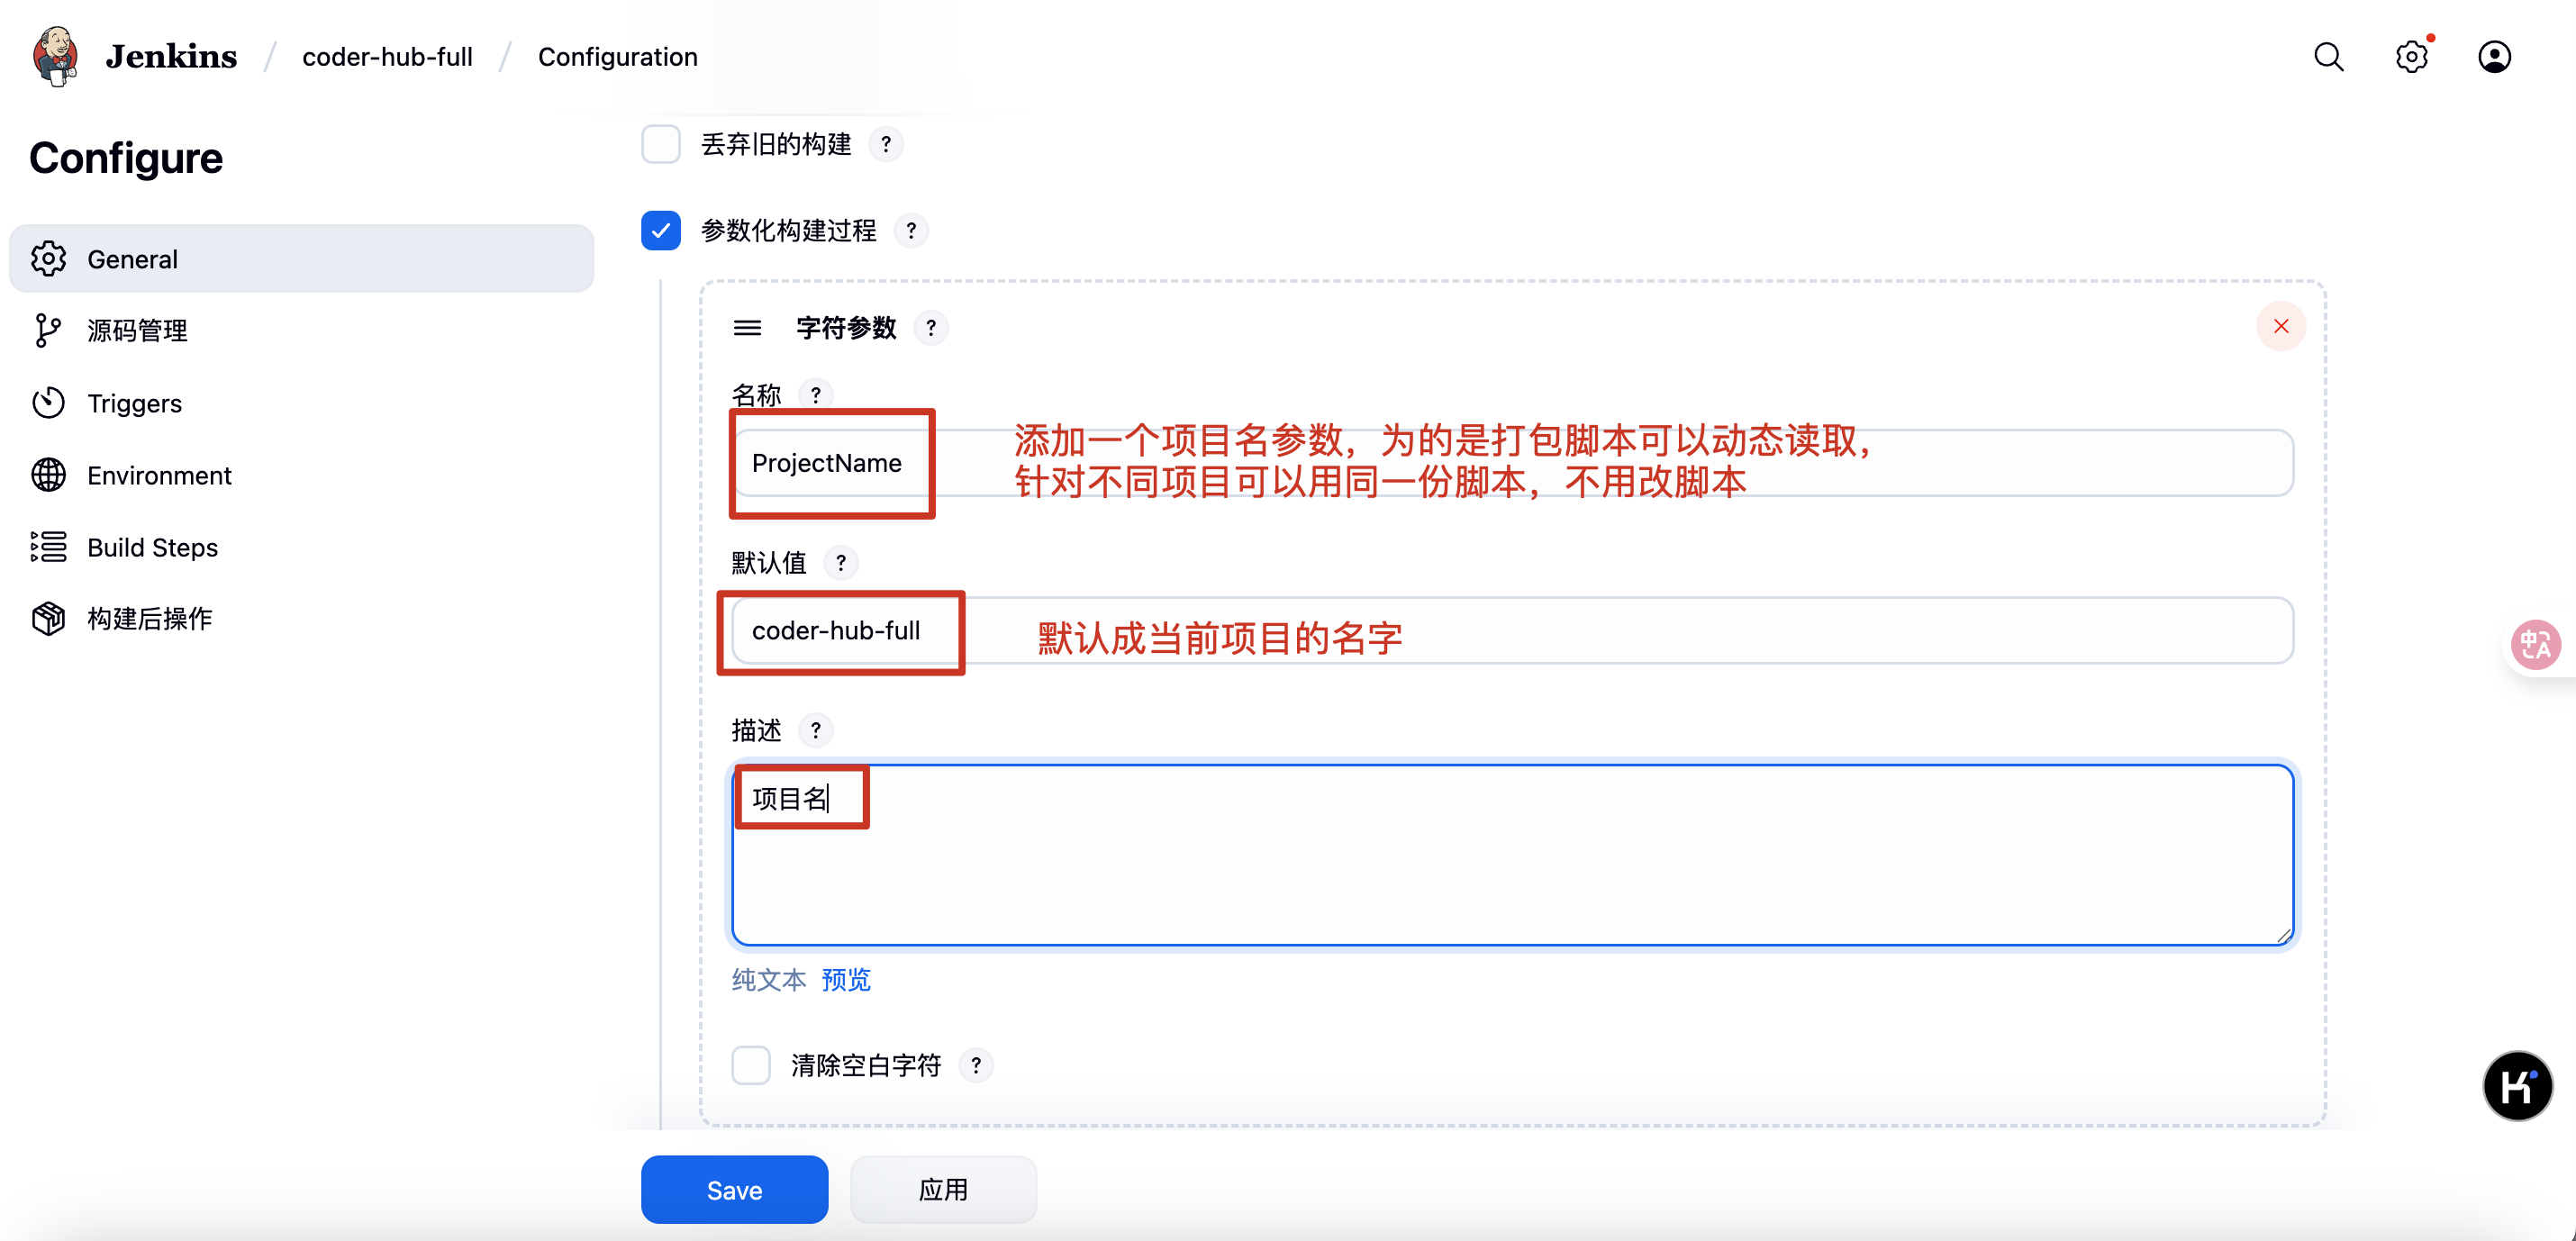 Jenkins / coder-hub-full / Configuration
Configure
General
源码管理
Triggers
Environment
Build Steps
构建后操作
丢弃旧的构建 ?
参数化构建过程 ?
字符参数 ?
名称 ?
ProjectName
添加一个项目名参数，为的是打包脚本可以动态读取，
针对不同项目可以用同一份脚本，不用改脚本
默认值 ?
coder-hub-full
默认成当前项目的名字
描述 ?
项目名
纯文本 预览
清除空白字符 ?
Save 应用
中A
K